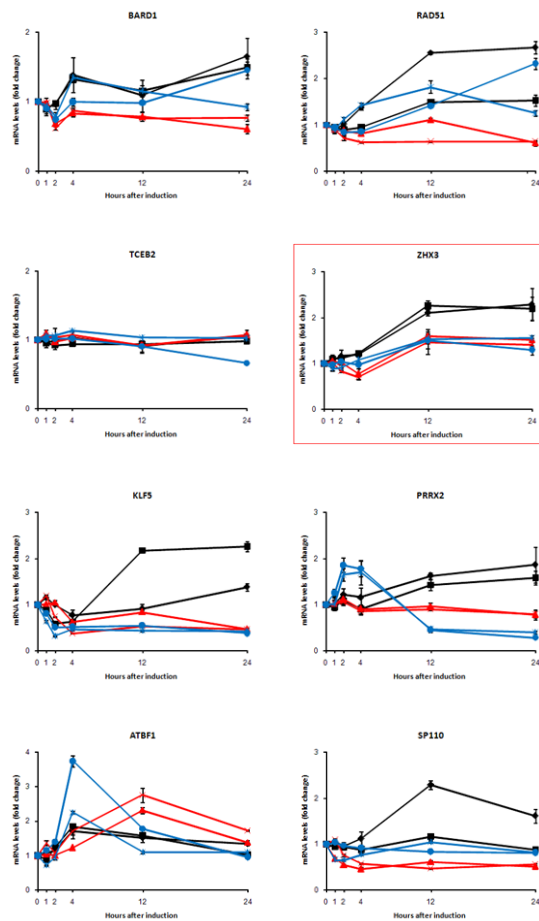 BARD1
RAD51
mRNA levels (fold change)
2
1
0
0 1 2 4 12 24
Hours after induction
mRNA levels (fold change)
3
2
1
0
0 1 2 4 12 24
Hours after induction
TCEB2
ZHX3
mRNA levels (fold change)
2
1
0
0 1 2 4 12 24
Hours after induction
mRNA levels (fold change)
3
2
1
0
0 1 2 4 12 24
Hours after induction
KLF5
PRRX2
mRNA levels (fold change)
3
2
1
0
0 1 2 4 12 24
Hours after induction
mRNA levels (fold change)
3
2
1
0
0 1 2 4 12 24
Hours after induction
ATBF1
SP110
mRNA levels (fold change)
4
3
2
1
0
0 1 2 4 12 24
Hours after induction
mRNA levels (fold change)
3
2
1
0
0 1 2 4 12 24
Hours after induction